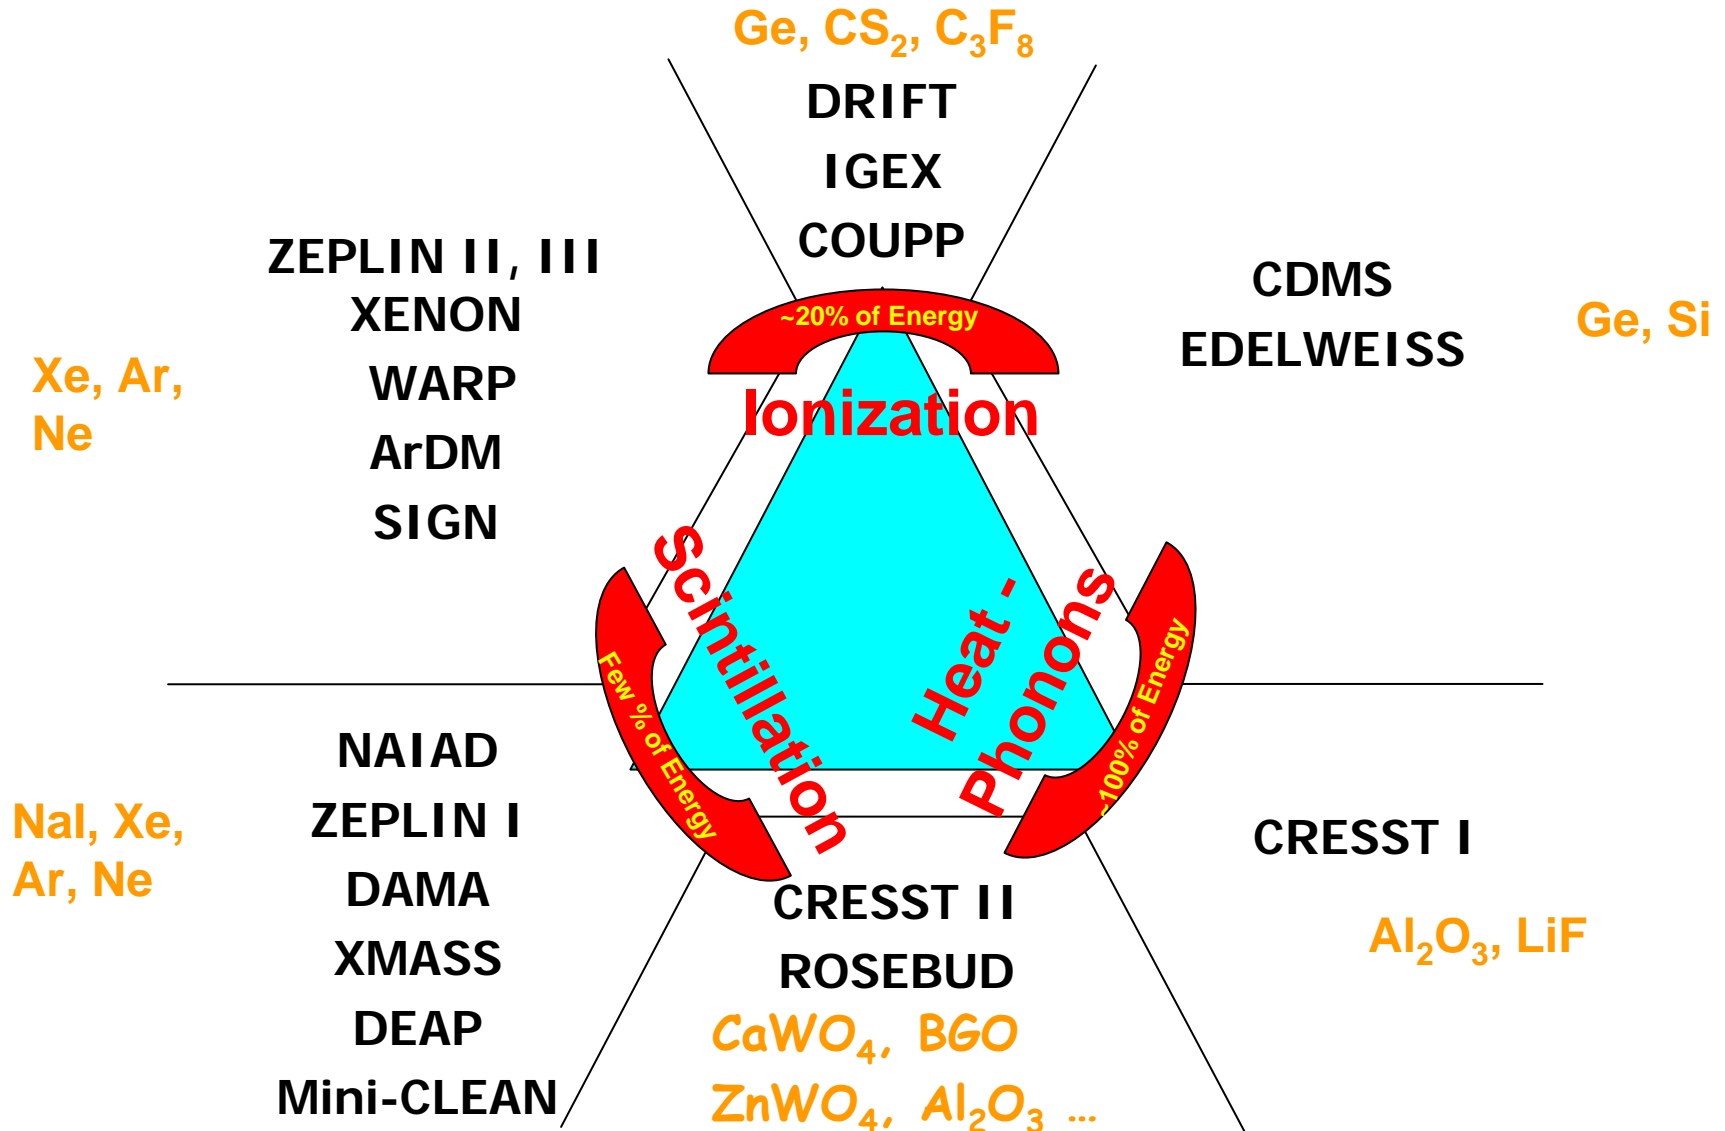 Ge, CS₂, C₃F₈
DRIFT
IGEX
COUPP
ZEPLIN II, III
XENON
WARP
ArDM
SIGN
Xe, Ar,
Ne
CDMS
EDELWEISS
Ge, Si
~20% of Energy
Ionization
Scintillation
Heat -
Phonons
Few % of Energy
~100% of Energy
NAIAD
ZEPLIN I
DAMA
XMASS
DEAP
Mini-CLEAN
NaI, Xe,
Ar, Ne
CRESST II
ROSEBUD
CaWO₄, BGO
ZnWO₄, Al₂O₃ ...
CRESST I
Al₂O₃, LiF